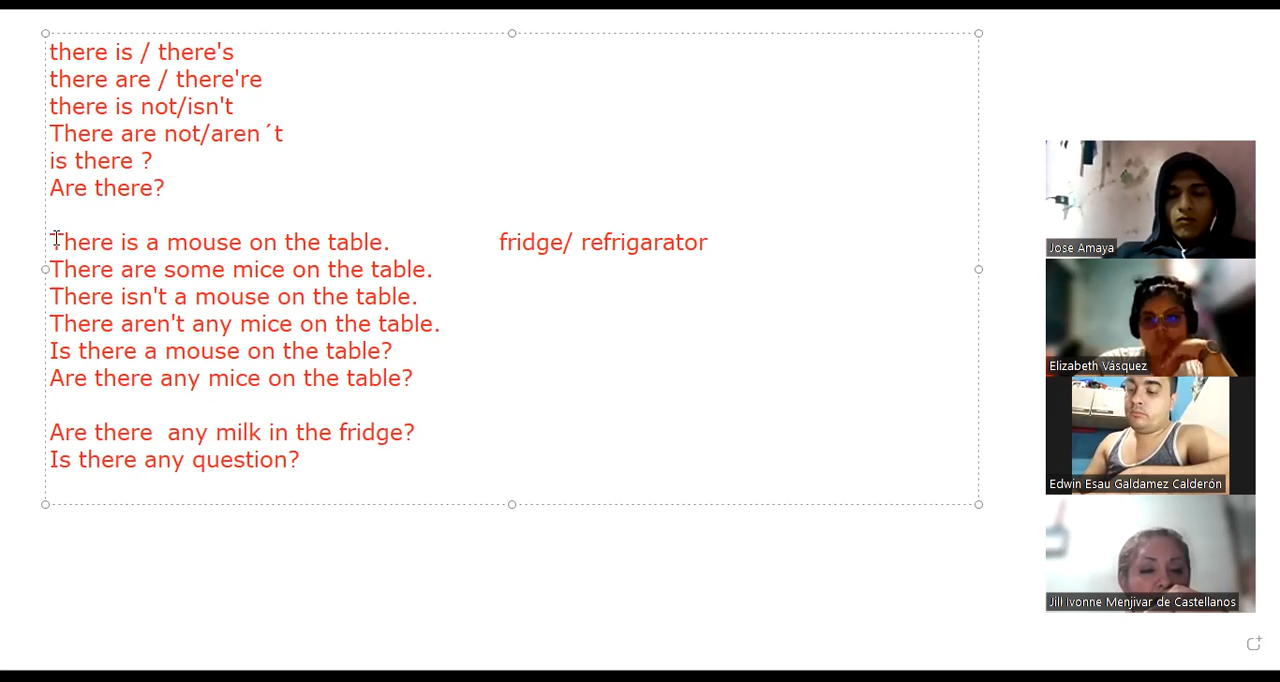 there is / there's
there are / there're
there is not/isn't
There are not/aren´t
is there ?
Are there?
There is a mouse on the table. fridge/ refrigarator
There are some mice on the table.
There isn't a mouse on the table.
There aren't any mice on the table.
Is there a mouse on the table?
Are there any mice on the table?
Are there  any milk in the fridge?
Is there any question?
Jose Amaya
Elizabeth Vásquez
Edwin Esau Galdamez Calderón
Jill Ivonne Menjivar de Castellanos